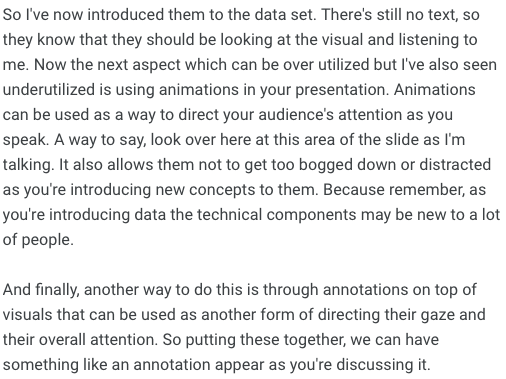 So I've now introduced them to the data set. There's still no text, so
they know that they should be looking at the visual and listening to
me. Now the next aspect which can be over utilized but I've also seen
underutilized is using animations in your presentation. Animations
can be used as a way to direct your audience's attention as you
speak. A way to say, look over here at this area of the slide as I'm
talking. It also allows them not to get too bogged down or distracted
as you're introducing new concepts to them. Because remember, as
you're introducing data the technical components may be new to a lot
of people.
And finally, another way to do this is through annotations on top of
visuals that can be used as another form of directing their gaze and
their overall attention. So putting these together, we can have
something like an annotation appear as you're discussing it.